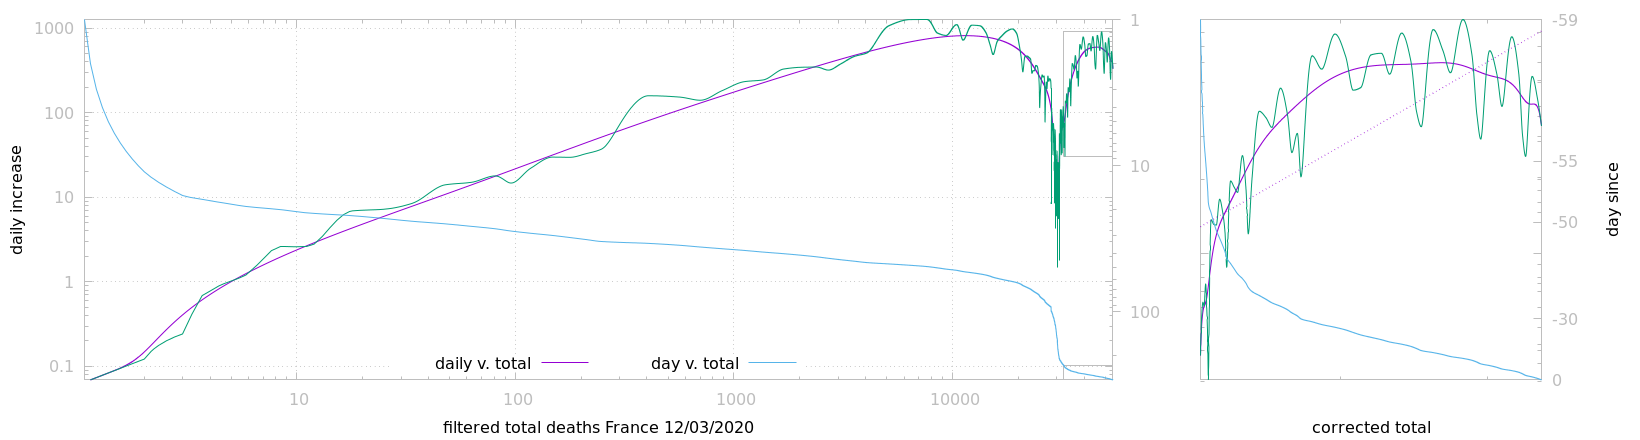 1000
100
10
1
0.1
daily increase
daily v. total
day v. total
10
100
1000
10000
filtered total deaths France 12/03/2020
1
10
100
-59
-55
-50
-30
0
day since
corrected total